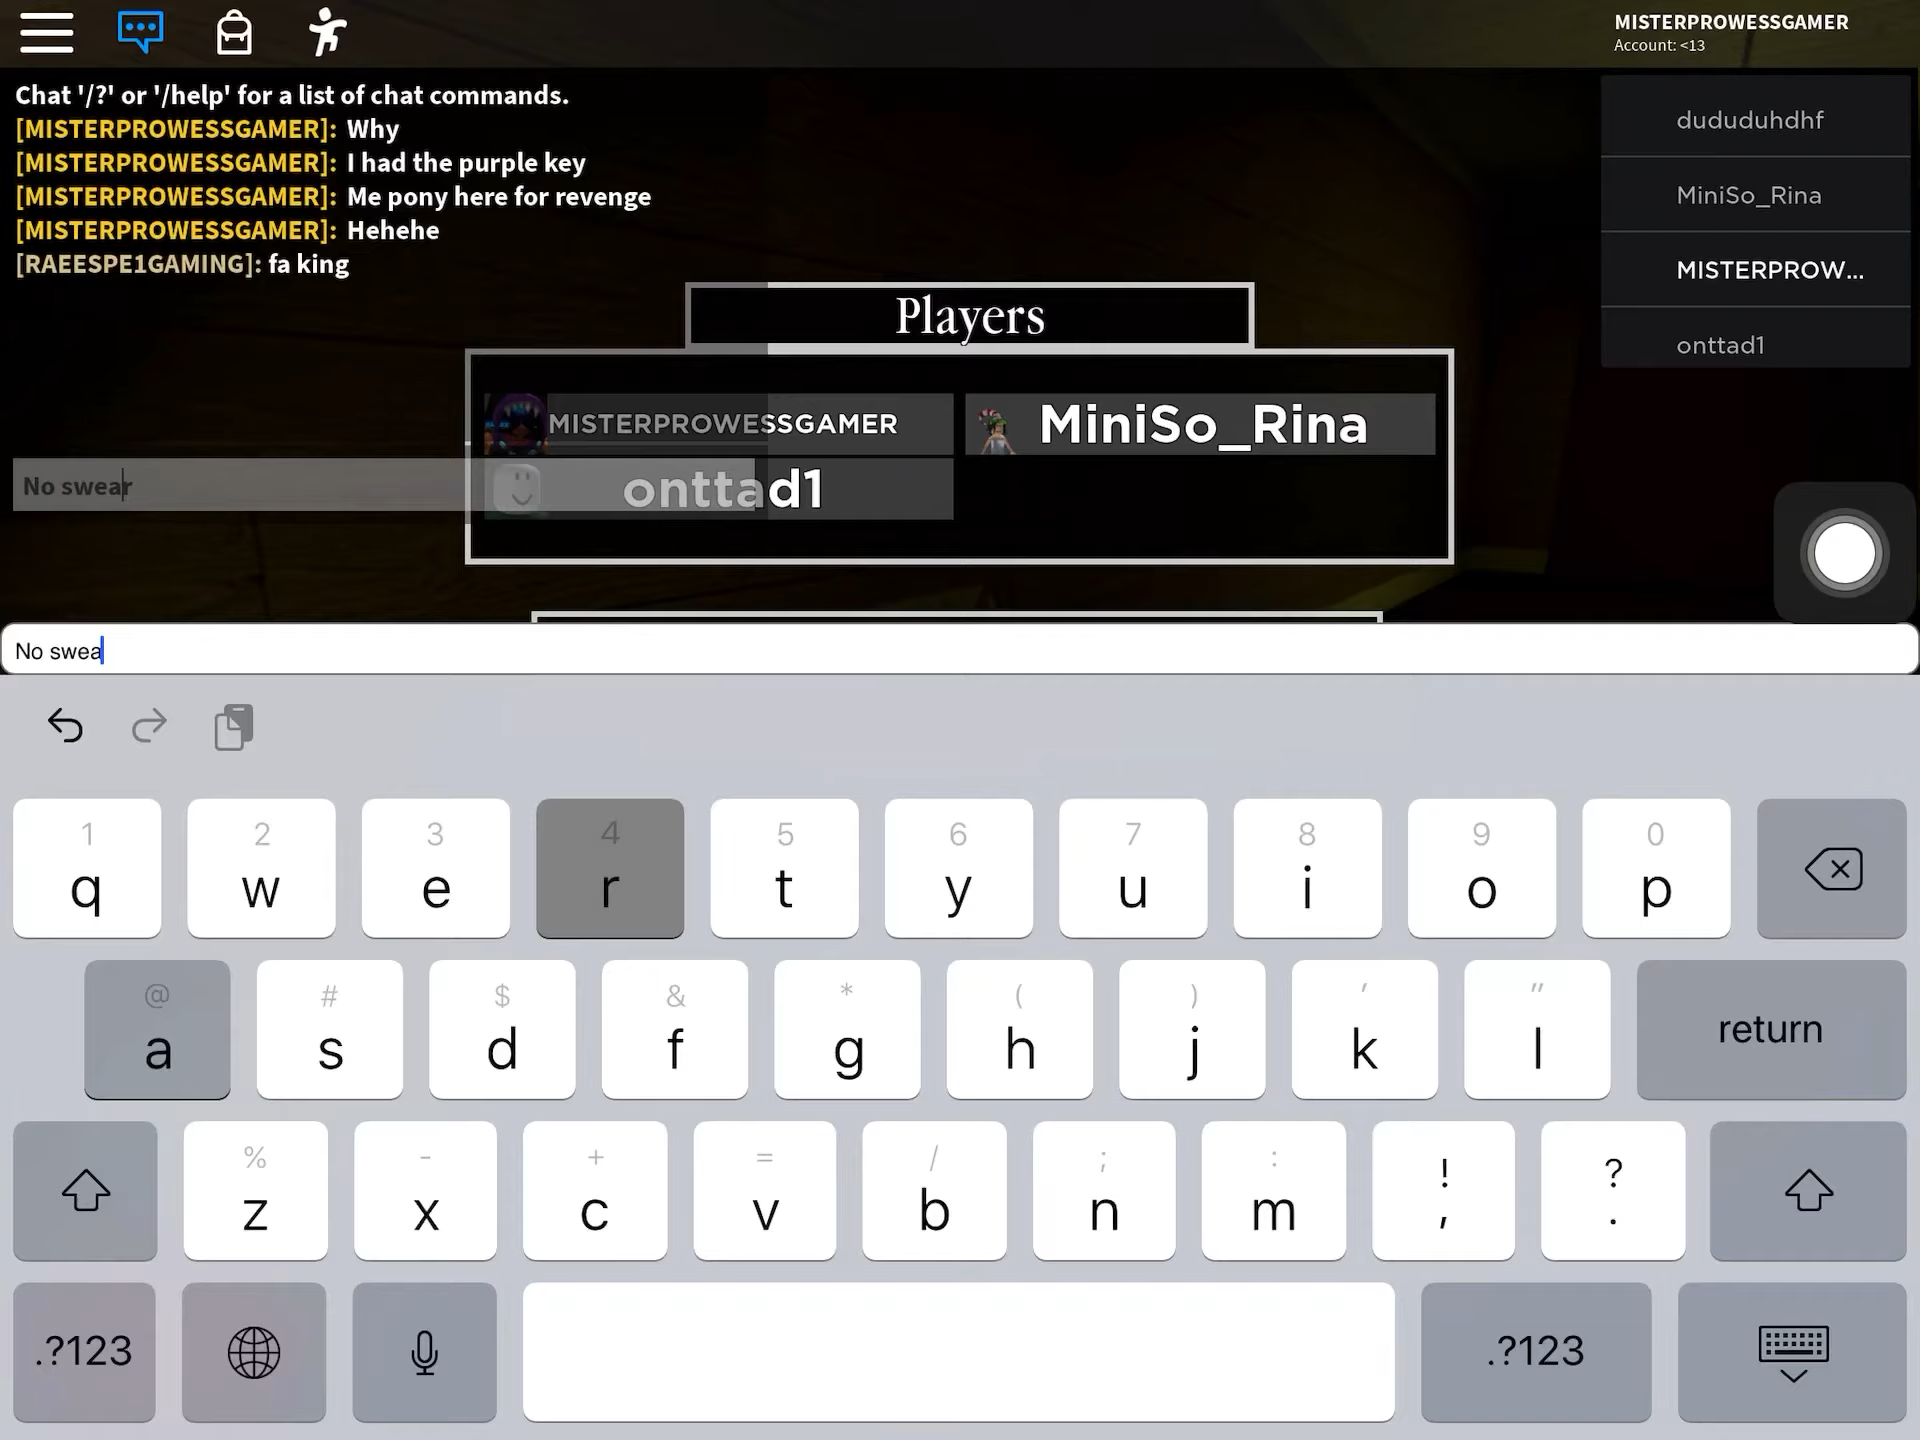 MISTERPROWESSGAMER
Account: <13
Chat '/?' or '/help' for a list of chat commands.
[MISTERPROWESSGAMER]: Why
[MISTERPROWESSGAMER]: I had the purple key
[MISTERPROWESSGAMER]: Me pony here for revenge
[MISTERPROWESSGAMER]: Hehehe
[RAEESPE1GAMING]: fa king
dududuhdhf
MiniSo_Rina
MISTERPROW...
onttad1
Players
MISTERPROWESSGAMER MiniSo_Rina
onttad1
No swear
No swea
1 2 3 4 5 6 7 8 9 0
q w e r t y u i o p
@ # $ & * ( ) ' "
a s d f g h j k l return
% - + = / ; : ! ?
z x c v b n m , .
.?123 .?123